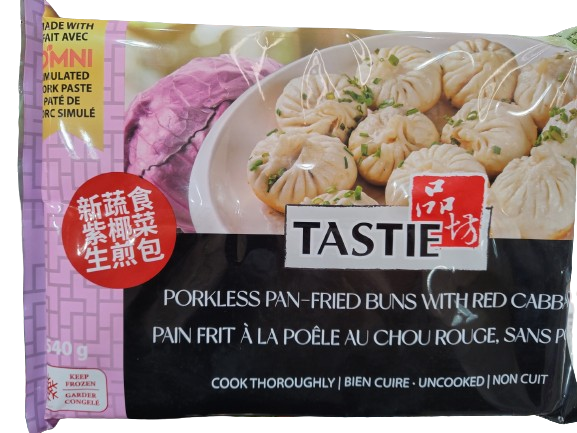 MADE WITH
FAIT AVEC
OMNI
SIMULATED
PORK PASTE
PATÉ DE
PORC SIMULÉ
新蔬食
紫椰菜
生煎包
品
坊
TASTIE
PORKLESS PAN-FRIED BUNS WITH RED CABBA
PAIN FRIT À LA POÊLE AU CHOU ROUGE, SANS P
540 g
KEEP
FROZEN
GARDER
CONGELÉ
COOK THOROUGHLY | BIEN CUIRE · UNCOOKED | NON CUIT